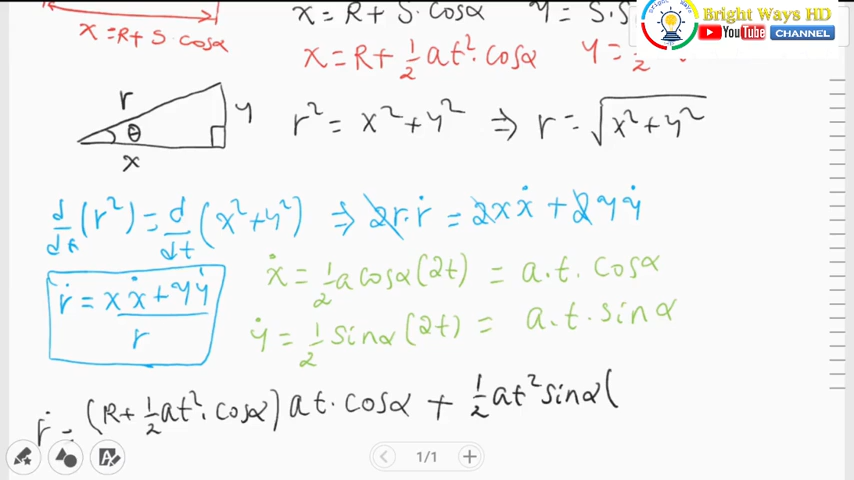 x = R + S. Cosα y = S. S
Bright Ways HD
YouTube CHANNEL
x = R + S. Cosα
x = R + 1/2 at². cosα y = 1/2
r y θ x
r² = x² + y² ⇒ r = √(x² + y²)
d/dt (r²) = d/dt (x² + y²) ⇒ 2r.ṙ = 2xẋ + 2yẏ
ṙ = (xẋ + yẏ)/r
ẋ = 1/2 a cosα (2t) = a.t. cosα
ẏ = 1/2 sinα (2t) = a.t. sinα
ṙ = (R + 1/2 at². cosα) at. cosα + 1/2 at² sinα (
1/1